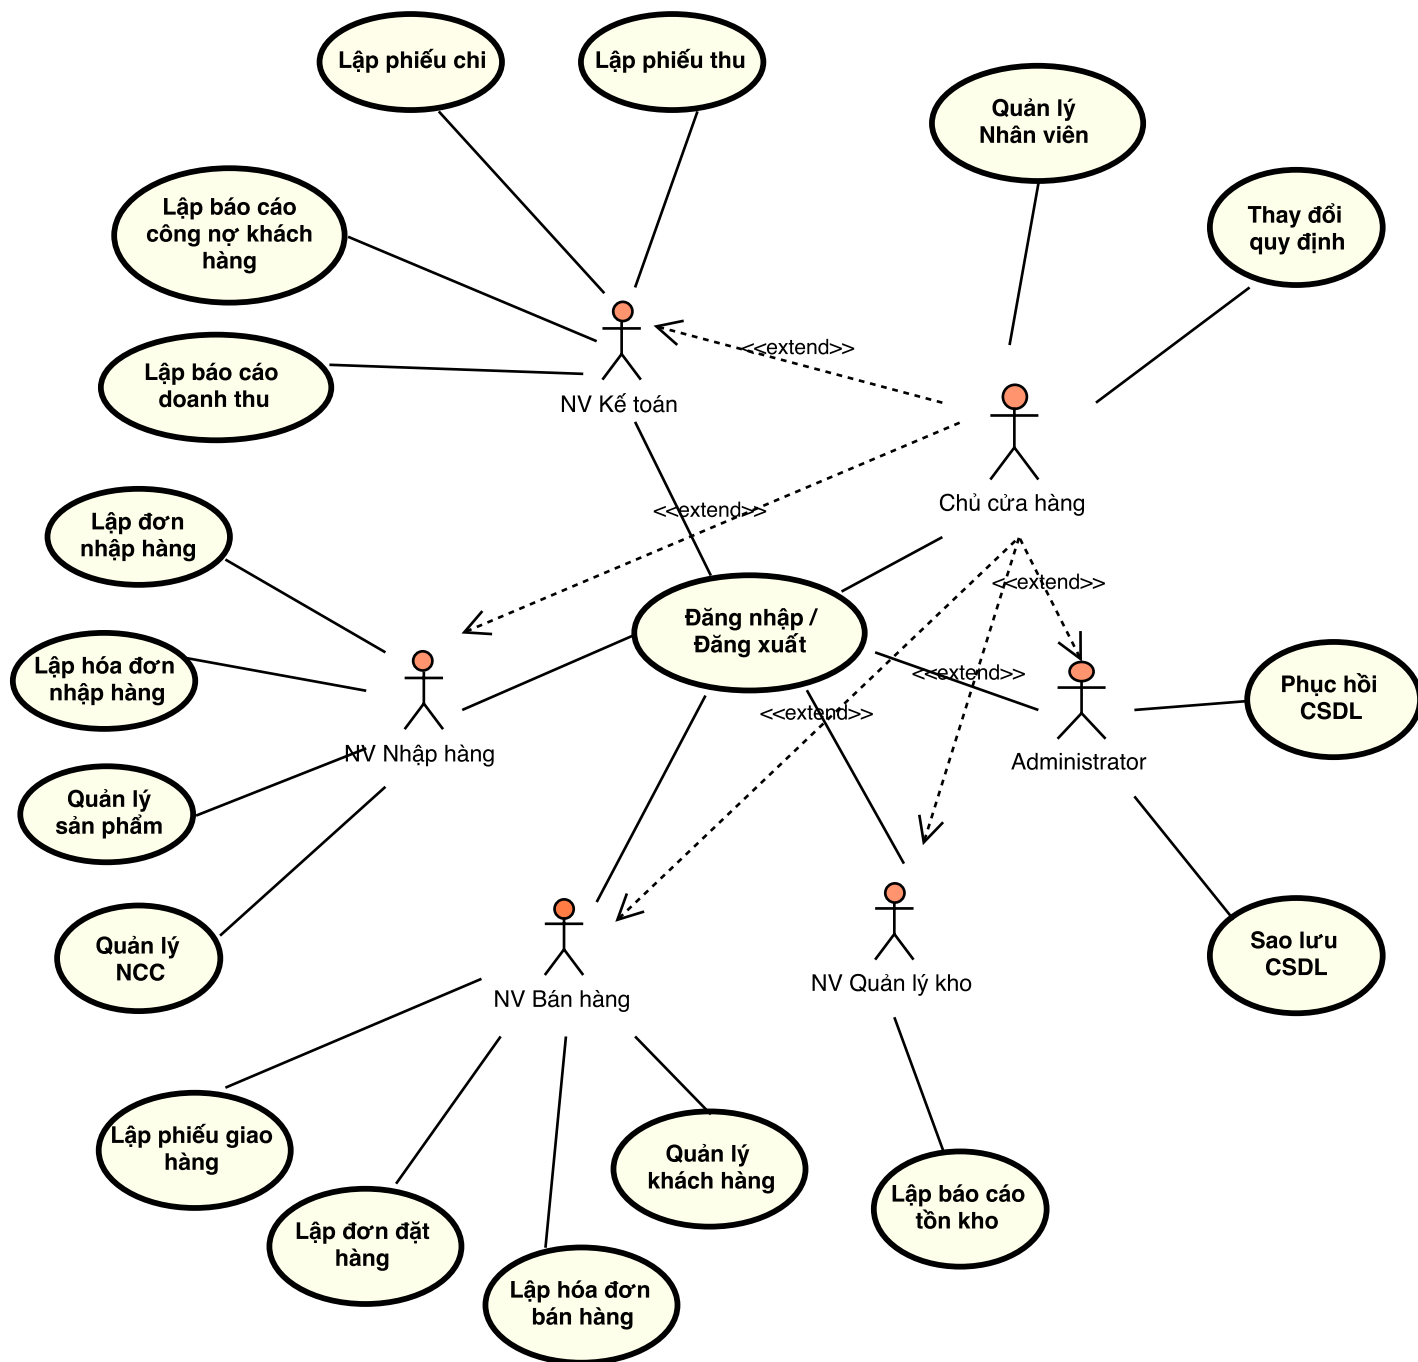 Lập phiếu chi
Lập phiếu thu
Quản lý
Nhân viên
Lập báo cáo
công nợ khách
hàng
Thay đổi
quy định
<<extend>>
Lập báo cáo
doanh thu
NV Kế toán
Chủ cửa hàng
<<extend>>
Lập đơn
nhập hàng
<<extend>>
Đăng nhập /
Đăng xuất
Lập hóa đơn
nhập hàng
<<extend>>
Phục hồi
CSDL
<<extend>>
NV Nhập hàng
Administrator
Quản lý
sản phẩm
Quản lý
NCC
Sao lưu
CSDL
NV Bán hàng
NV Quản lý kho
Lập phiếu giao
hàng
Quản lý
khách hàng
Lập báo cáo
tồn kho
Lập đơn đặt
hàng
Lập hóa đơn
bán hàng